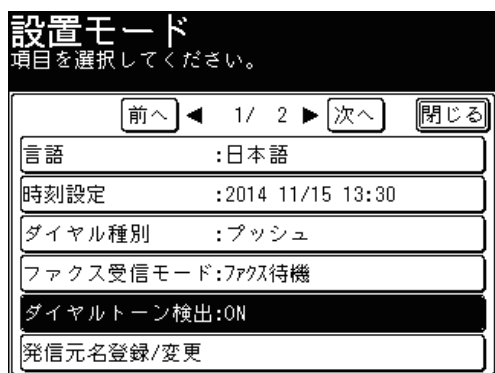 設置モード
項目を選択してください。
前へ ◀ 1/ 2 ▶ 次へ 閉じる
言語 :日本語
時刻設定 :2014 11/15 13:30
ダイヤル種別 :プッシュ
ファクス受信モード:ﾌｧｸｽ待機
ダイヤルトーン検出:ON
発信元名登録/変更